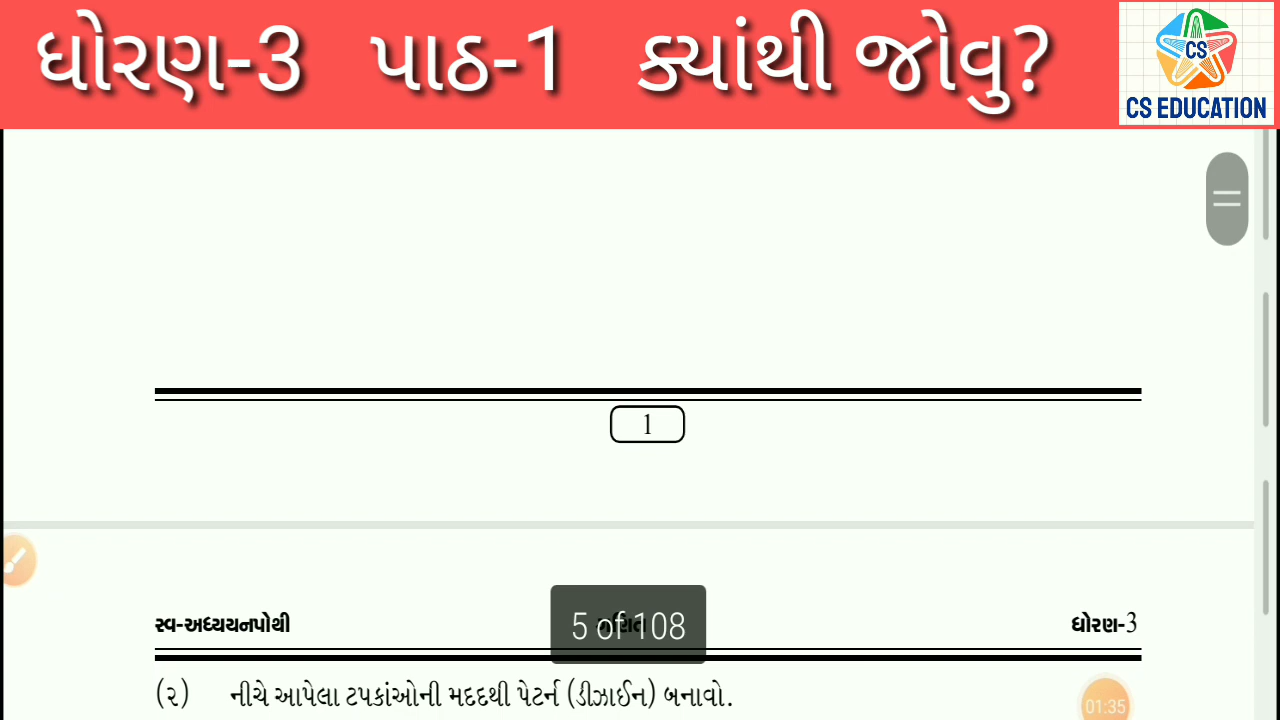 ધોરણ-3 પાઠ-1 ક્યાંથી જોવુ?
CS
CS EDUCATION
1
સ્વ-અધ્યયનપોથી ગણિત ધોરણ-3
5 of 108
(૨) નીચે આપેલા ટપકાંઓની મદદથી પેટર્ન (ડીઝાઈન) બનાવો.
01:35